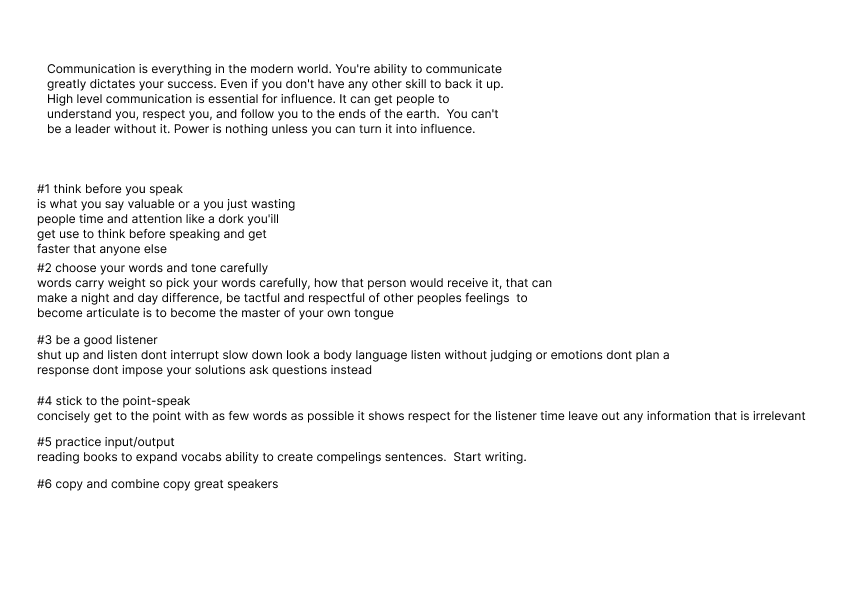 Communication is everything in the modern world. You're ability to communicate
greatly dictates your success. Even if you don't have any other skill to back it up.
High level communication is essential for influence. It can get people to
understand you, respect you, and follow you to the ends of the earth.  You can't
be a leader without it. Power is nothing unless you can turn it into influence.
#1 think before you speak
is what you say valuable or a you just wasting
people time and attention like a dork you'ill
get use to think before speaking and get
faster that anyone else
#2 choose your words and tone carefully
words carry weight so pick your words carefully, how that person would receive it, that can
make a night and day difference, be tactful and respectful of other peoples feelings  to
become articulate is to become the master of your own tongue
#3 be a good listener
shut up and listen dont interrupt slow down look a body language listen without judging or emotions dont plan a
response dont impose your solutions ask questions instead
#4 stick to the point-speak
concisely get to the point with as few words as possible it shows respect for the listener time leave out any information that is irrelevant
#5 practice input/output
reading books to expand vocabs ability to create compelings sentences.  Start writing.
#6 copy and combine copy great speakers